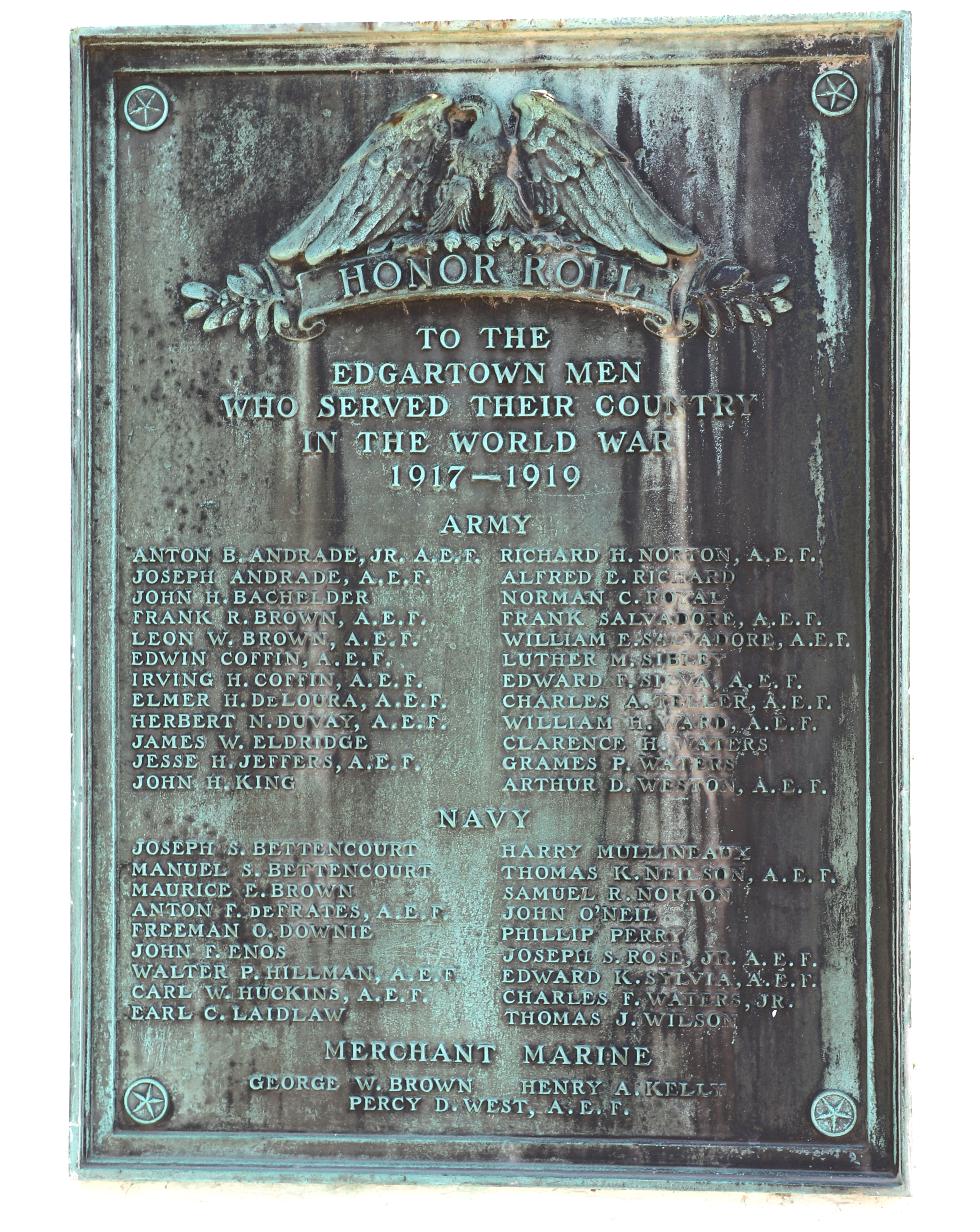 HONOR ROLL
TO THE
EDGARTOWN MEN
WHO SERVED THEIR COUNTRY
IN THE WORLD WAR
1917—1919
ARMY
ANTON B. ANDRADE, JR. A.E.F.
JOSEPH ANDRADE, A.E.F.
JOHN H. BACHELDER
FRANK R. BROWN, A.E.F.
LEON W. BROWN, A.E.F.
EDWIN COFFIN, A.E.F.
IRVING H. COFFIN, A.E.F.
ELMER H. DeLOURA, A.E.F.
HERBERT N. DUVAY, A.E.F.
JAMES W. ELDRIDGE
JESSE H. JEFFERS, A.E.F.
JOHN H. KING
RICHARD H. NORTON, A.E.F.
ALFRED E. RICHARD
NORMAN C. ROYAL
FRANK SALVADORE, A.E.F.
WILLIAM E. SALVADORE, A.E.F.
LUTHER M. SIBLEY
EDWARD F. SILVA, A.E.F.
CHARLES A. TELLER, A.E.F.
WILLIAM H. WARD, A.E.F.
CLARENCE H. WATERS
GRAMES P. WATERS
ARTHUR D. WESTON, A.E.F.
NAVY
JOSEPH S. BETTENCOURT
MANUEL S. BETTENCOURT
MAURICE E. BROWN
ANTON F. DEFRATES, A.E.F.
FREEMAN O. DOWNIE
JOHN F. ENOS
WALTER P. HILLMAN, A.E.F.
CARL W. HUCKINS, A.E.F.
EARL C. LAIDLAW
HARRY MULLINEAUX
THOMAS K. NEILSON, A.E.F.
SAMUEL R. NORTON
JOHN O'NEIL
PHILLIP PERRY
JOSEPH S. ROSE, JR. A.E.F.
EDWARD K. SYLVIA, A.E.F.
CHARLES F. WATERS, JR.
THOMAS J. WILSON
MERCHANT MARINE
GEORGE W. BROWN HENRY A. KELLY
PERCY D. WEST, A.E.F.